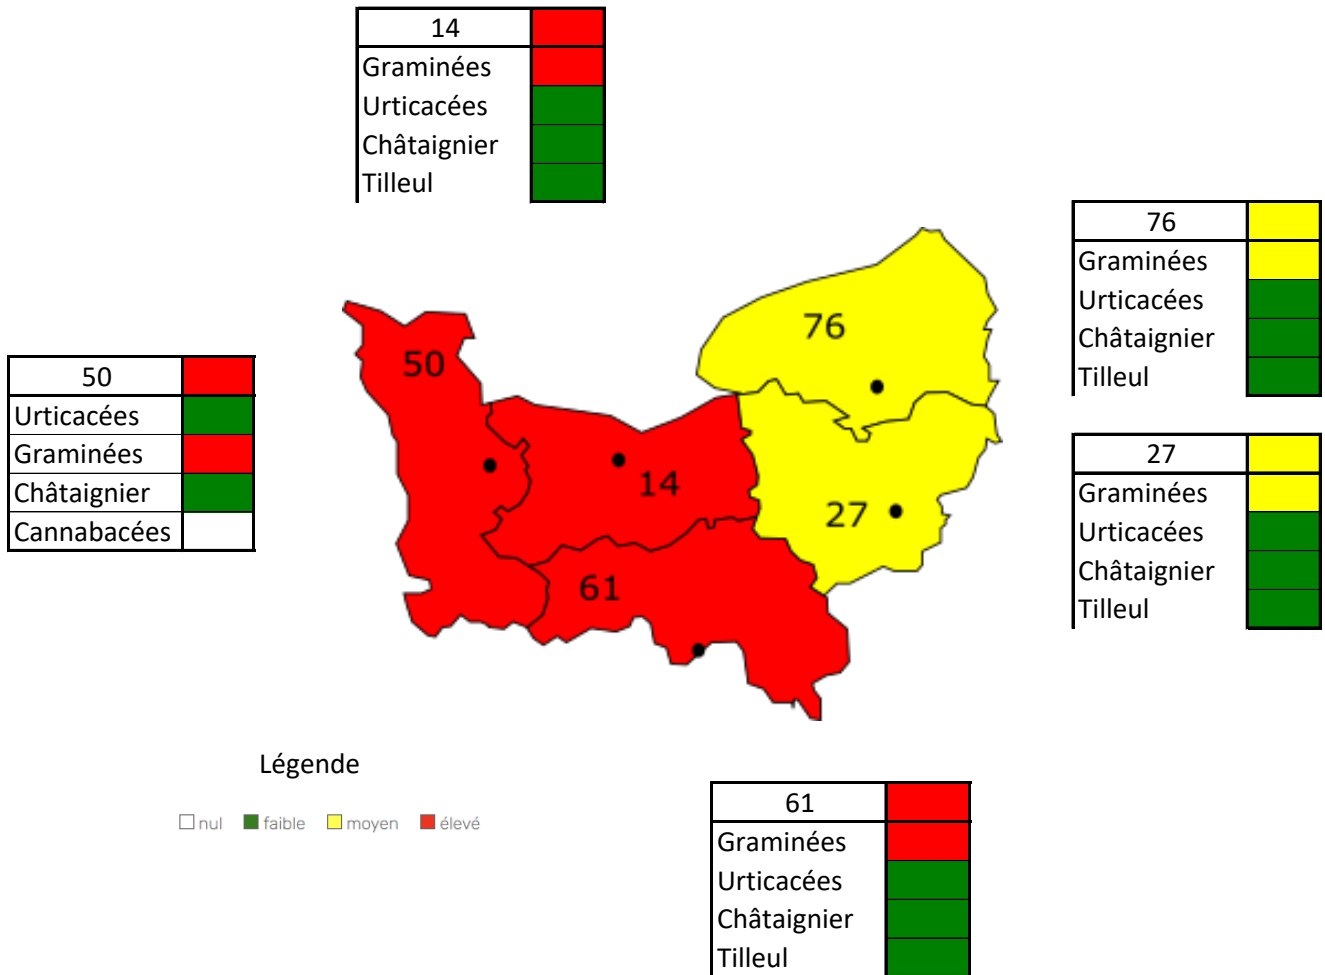 14
Graminées
Urticacées
Châtaignier
Tilleul
76
Graminées
Urticacées
Châtaignier
Tilleul
50
Urticacées
Graminées
Châtaignier
Cannabacées
76
50
14
27
61
27
Graminées
Urticacées
Châtaignier
Tilleul
Légende
nul faible moyen élevé
61
Graminées
Urticacées
Châtaignier
Tilleul